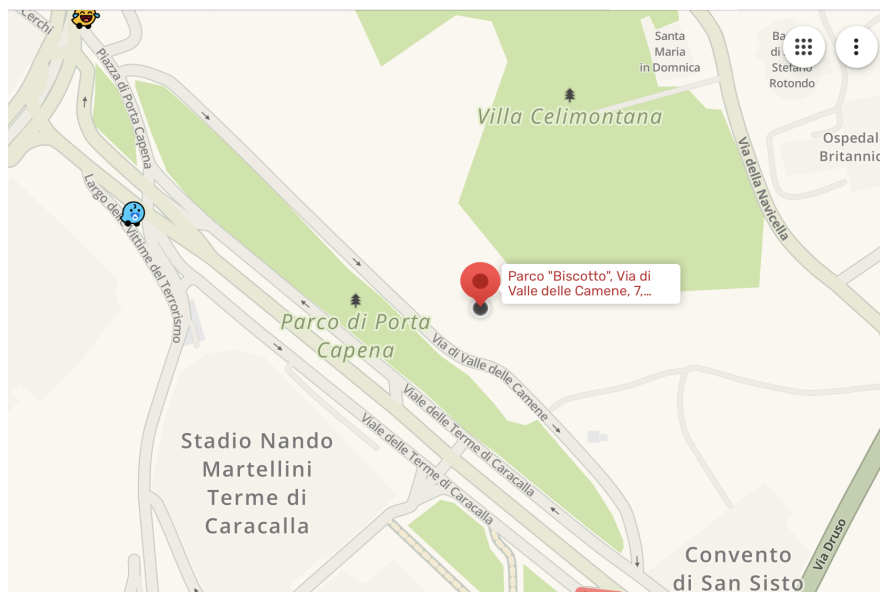 Cerchi
Piazza di Porta Capena
Santa
Maria
in Domnica
Ba
di
Stefano
Rotondo
Villa Celimontana
Ospedal
Britannic
Via della Navicella
Largo delle Vittime del Terrorismo
Parco "Biscotto", Via di
Valle delle Camene, 7,...
Parco di Porta
Capena
Via di Valle delle Camene
Viale delle Terme di Caracalla
Viale delle Terme di Caracalla
Stadio Nando
Martellini
Terme di
Caracalla
Convento
di San Sisto
Via Druso